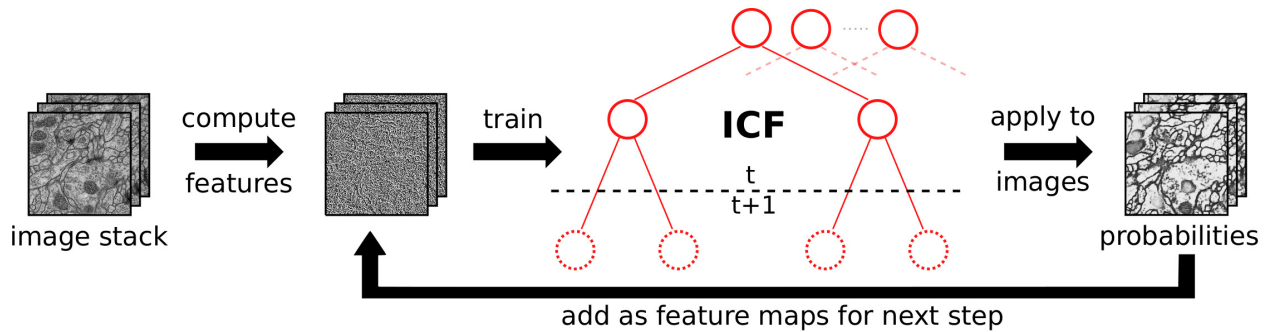 image stack
compute
features
train
ICF
t
t+1
apply to
images
probabilities
add as feature maps for next step